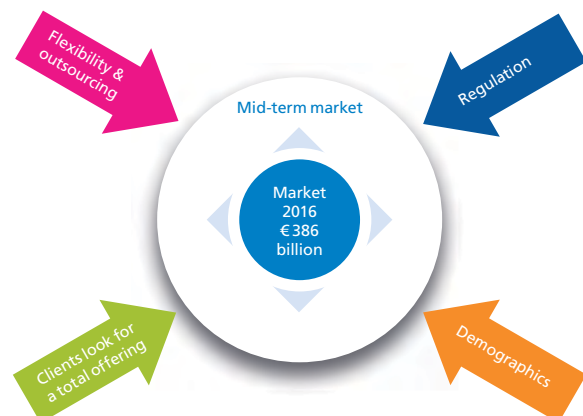 Flexibility &
outsourcing
Regulation
Mid-term market
Market
2016
€ 386
billion
Clients look for
a total offering
Demographics